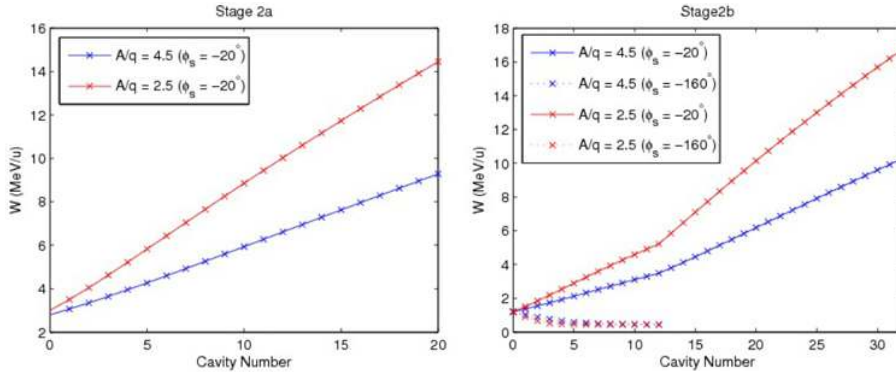 Stage 2a
16
14
12
10
8
6
4
2
W (MeV/u)
A/q = 4.5 (ϕs = −20°)
A/q = 2.5 (ϕs = −20°)
0 5 10 15 20
Cavity Number
Stage2b
18
16
14
12
10
8
6
4
2
0
W (MeV/u)
A/q = 4.5 (ϕs = −20°)
A/q = 4.5 (ϕs = −160°)
A/q = 2.5 (ϕs = −20°)
A/q = 2.5 (ϕs = −160°)
0 5 10 15 20 25 30
Cavity Number